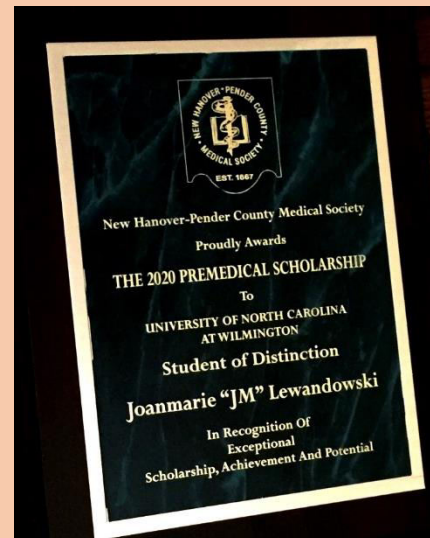 NEW HANOVER • PENDER COUNTY
• MEDICAL SOCIETY •
EST. 1867
New Hanover-Pender County Medical Society
Proudly Awards
THE 2020 PREMEDICAL SCHOLARSHIP
To
UNIVERSITY OF NORTH CAROLINA
AT WILMINGTON
Student of Distinction
Joanmarie “JM” Lewandowski
In Recognition Of
Exceptional
Scholarship, Achievement And Potential